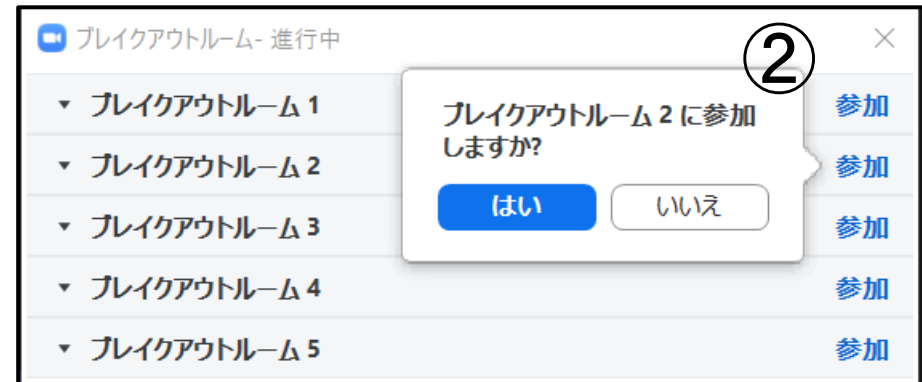 ブレイクアウトルーム- 進行中
②
ブレイクアウトルーム 1 参加
ブレイクアウトルーム 2 に参加
しますか?
はい いいえ
ブレイクアウトルーム 2 参加
ブレイクアウトルーム 3 参加
ブレイクアウトルーム 4 参加
ブレイクアウトルーム 5 参加